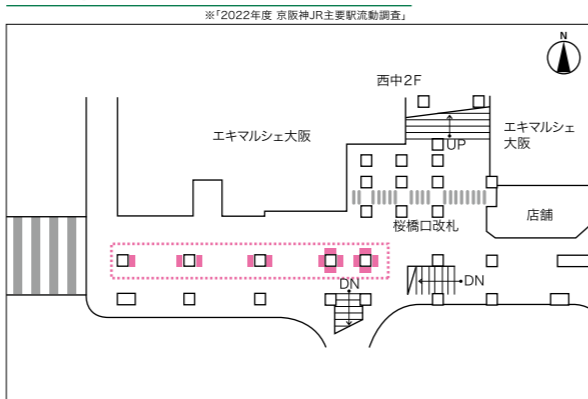 ※「2022年度 京阪神JR主要駅流動調査」
N
西中2F
エキマルシェ大阪
エキマルシェ
大阪
UP
店舗
桜橋口改札
DN
DN